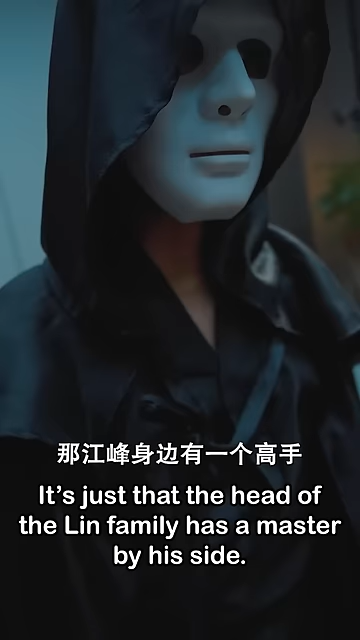 那江峰身边有一个高手
It's just that the head of
the Lin family has a master
by his side.